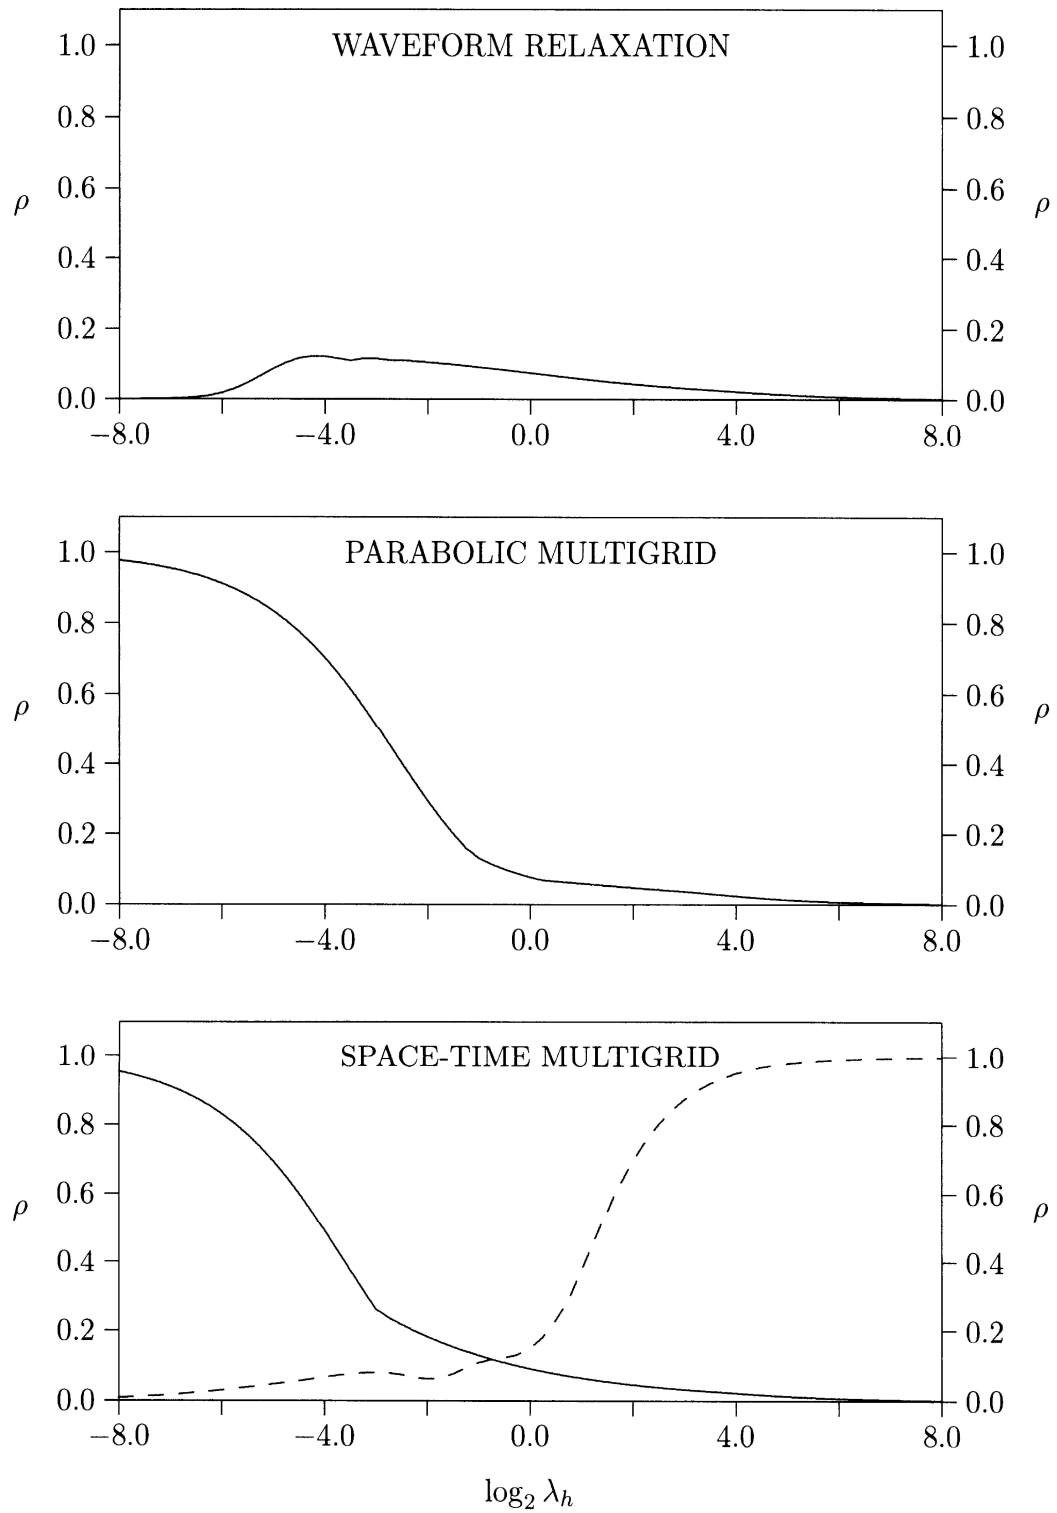 WAVEFORM RELAXATION
1.0 1.0
0.8 0.8
ρ 0.6 0.6 ρ
0.4 0.4
0.2 0.2
0.0 0.0
−8.0 −4.0 0.0 4.0 8.0
PARABOLIC MULTIGRID
1.0 1.0
0.8 0.8
ρ 0.6 0.6 ρ
0.4 0.4
0.2 0.2
0.0 0.0
−8.0 −4.0 0.0 4.0 8.0
SPACE-TIME MULTIGRID
1.0 1.0
0.8 0.8
ρ 0.6 0.6 ρ
0.4 0.4
0.2 0.2
0.0 0.0
−8.0 −4.0 0.0 4.0 8.0
log₂ λₕ